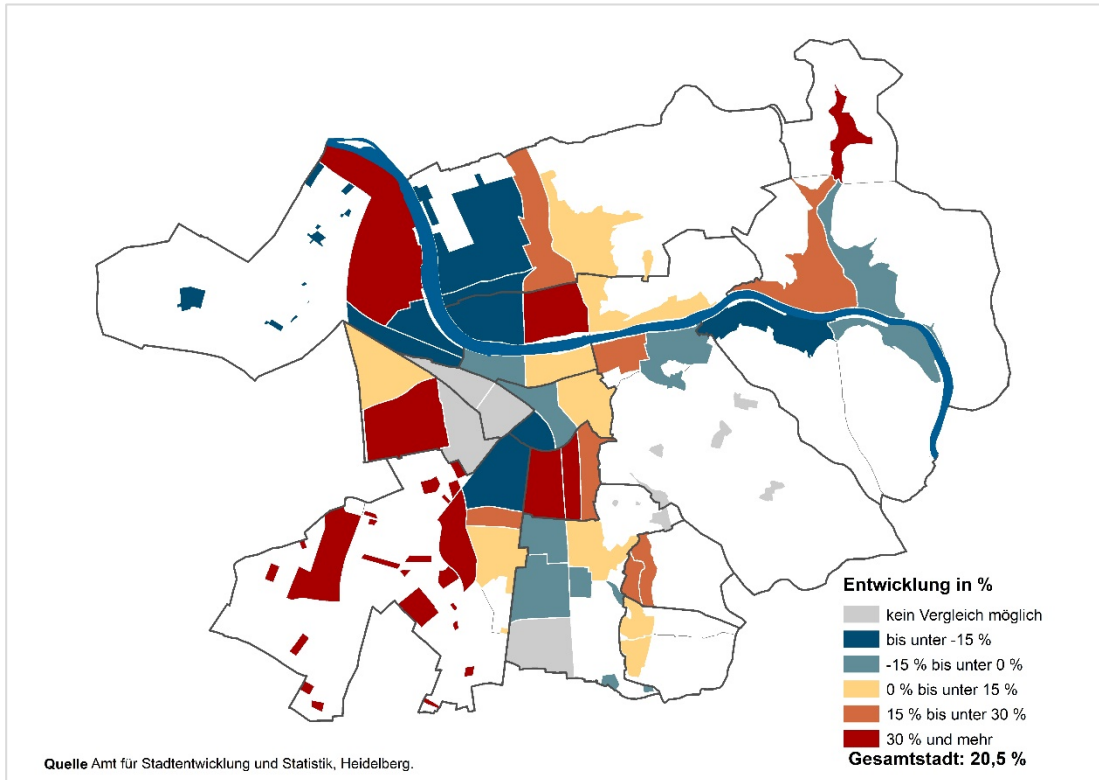 Entwicklung in %
kein Vergleich möglich
bis unter -15 %
-15 % bis unter 0 %
0 % bis unter 15 %
15 % bis unter 30 %
30 % und mehr
Gesamtstadt: 20,5 %
Quelle Amt für Stadtentwicklung und Statistik, Heidelberg.